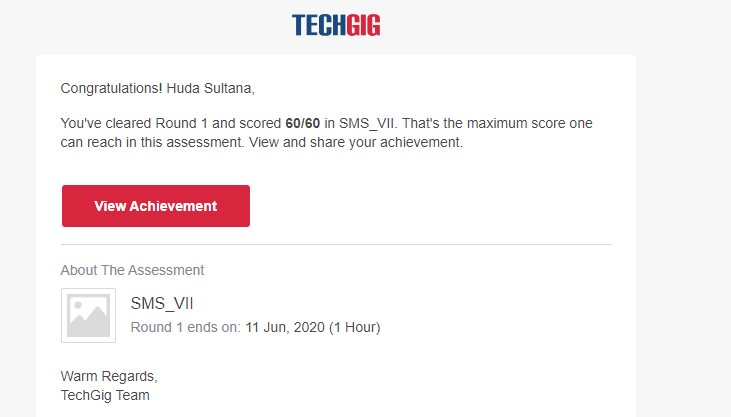 TECHGIG
Congratulations! Huda Sultana,
You've cleared Round 1 and scored 60/60 in SMS_VII. That's the maximum score one
can reach in this assessment. View and share your achievement.
View Achievement
About The Assessment
SMS_VII
Round 1 ends on: 11 Jun, 2020 (1 Hour)
Warm Regards,
TechGig Team